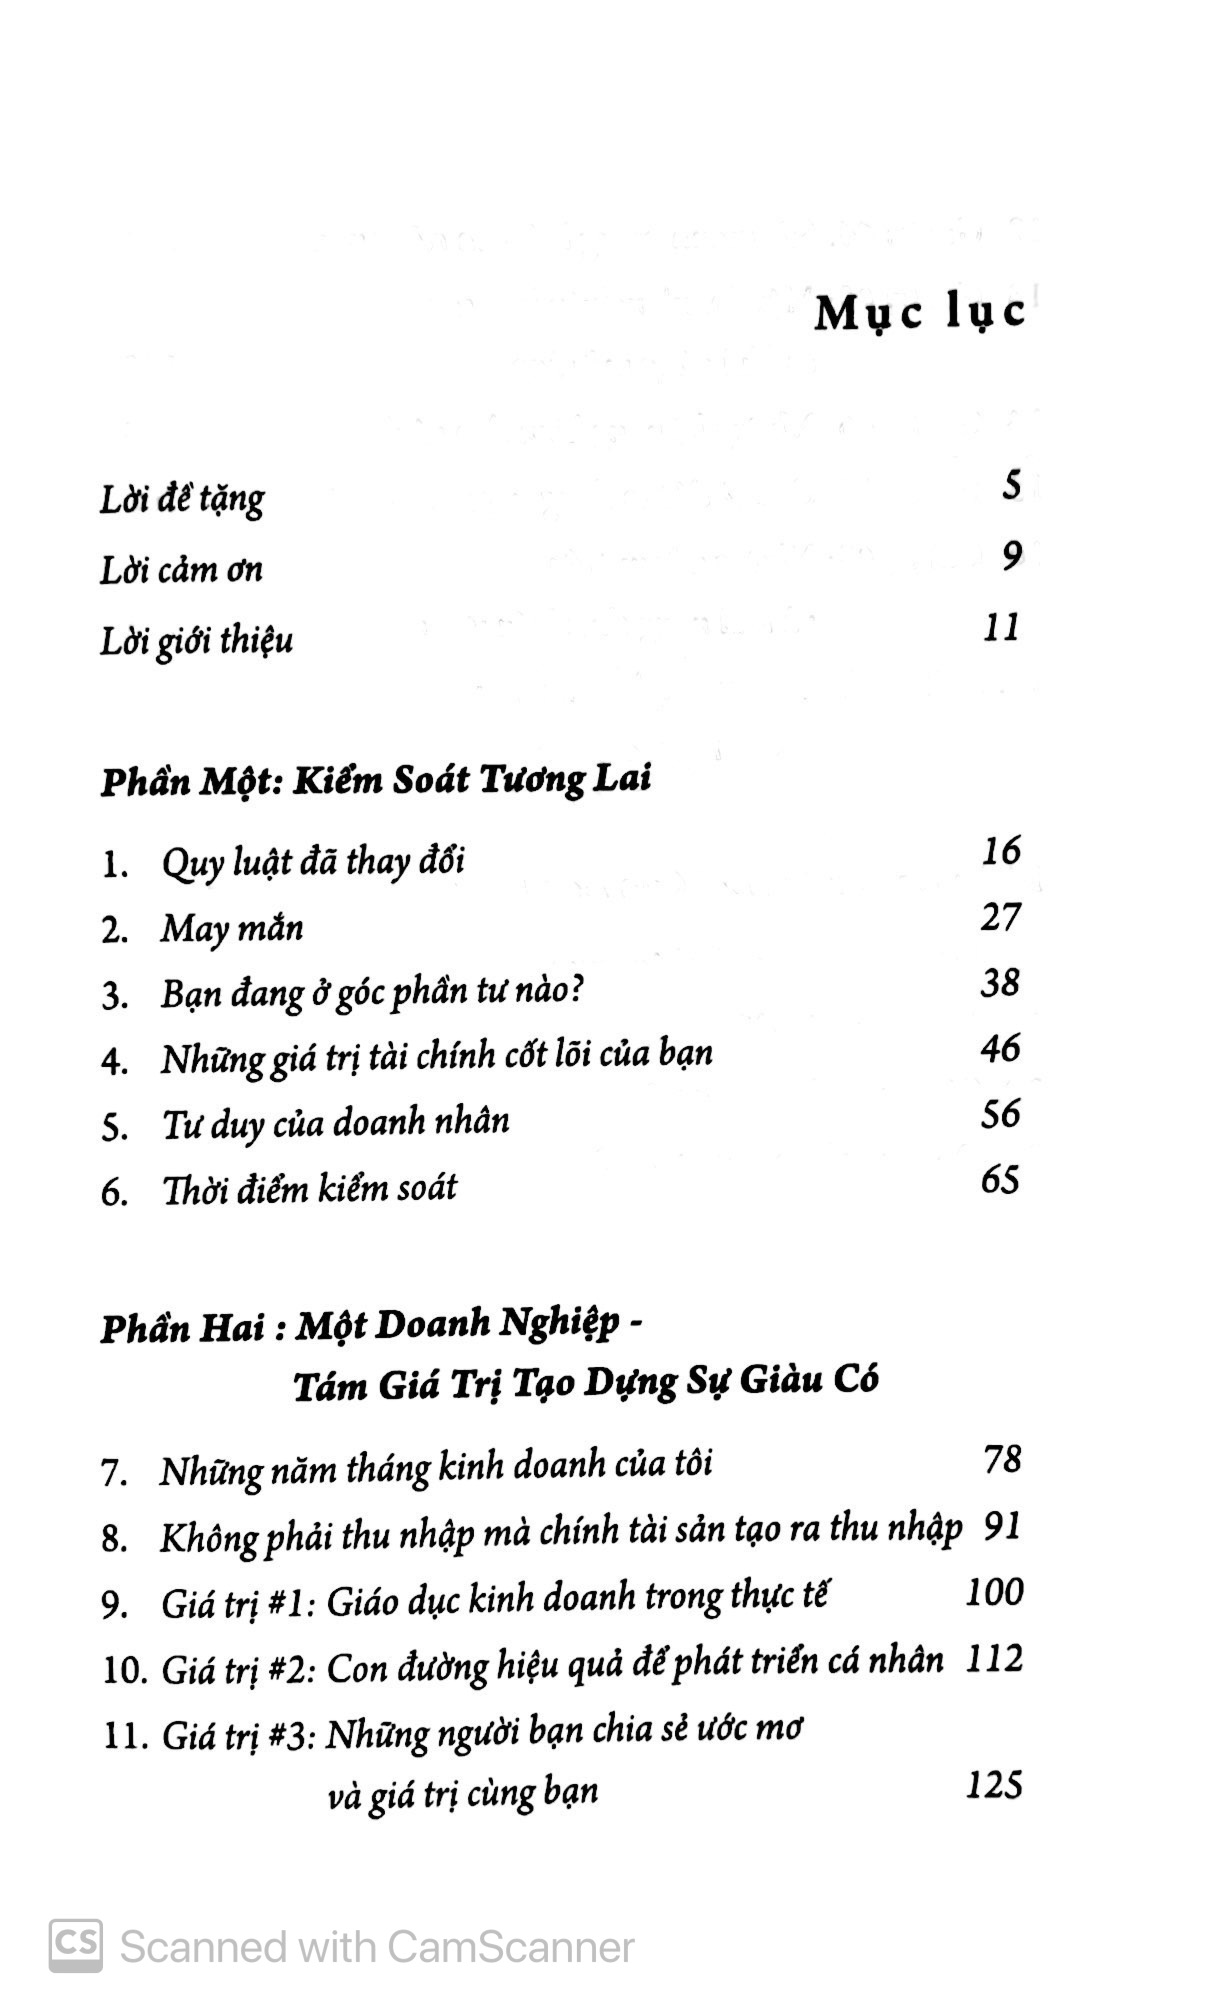 Mục lục
Lời đề tặng 5
Lời cảm ơn 9
Lời giới thiệu 11
Phần Một: Kiểm Soát Tương Lai
1. Quy luật đã thay đổi 16
2. May mắn 27
3. Bạn đang ở góc phần tư nào? 38
4. Những giá trị tài chính cốt lõi của bạn 46
5. Tư duy của doanh nhân 56
6. Thời điểm kiểm soát 65
Phần Hai : Một Doanh Nghiệp -
Tám Giá Trị Tạo Dựng Sự Giàu Có
7. Những năm tháng kinh doanh của tôi 78
8. Không phải thu nhập mà chính tài sản tạo ra thu nhập 91
9. Giá trị #1: Giáo dục kinh doanh trong thực tế 100
10. Giá trị #2: Con đường hiệu quả để phát triển cá nhân 112
11. Giá trị #3: Những người bạn chia sẻ ước mơ
và giá trị cùng bạn 125
CS Scanned with CamScanner